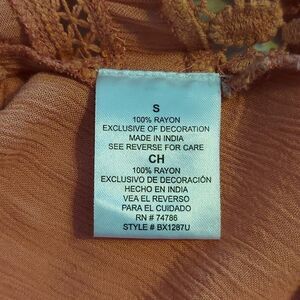 S
100% RAYON
EXCLUSIVE OF DECORATION
MADE IN INDIA
SEE REVERSE FOR CARE
CH
100% RAYON
EXCLUSIVO DE DECORACIÓN
HECHO EN INDIA
VEA EL REVERSO
PARA EL CUIDADO
RN # 74786
STYLE # BX1287U